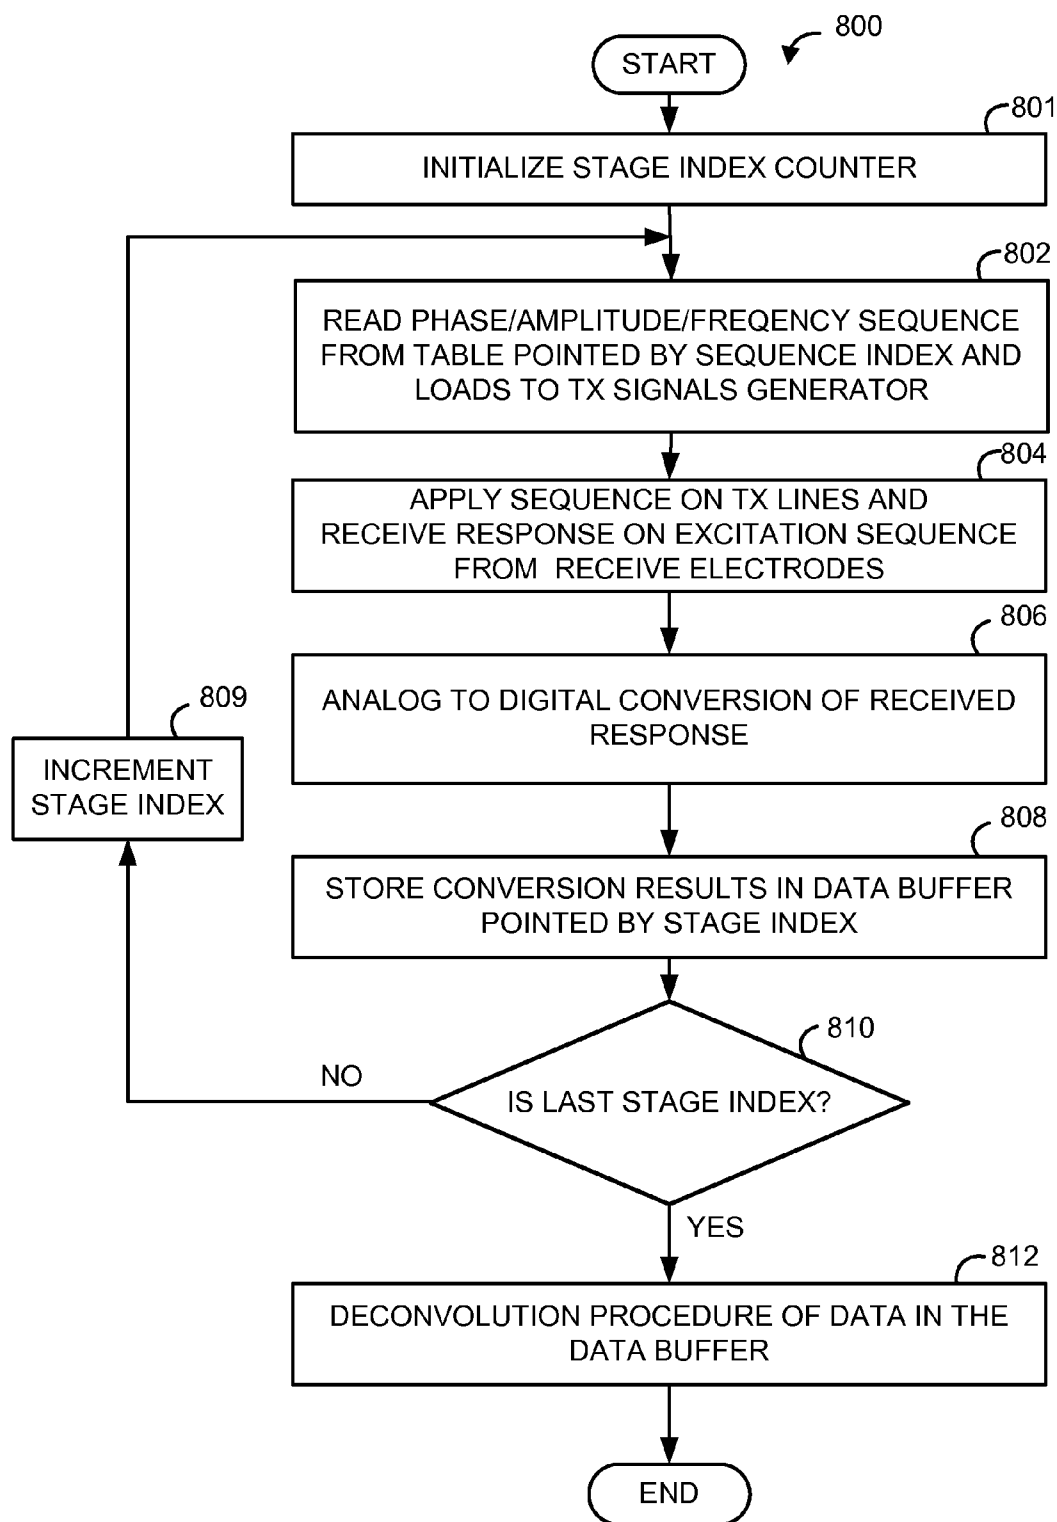 800
START
801
INITIALIZE STAGE INDEX COUNTER
802
READ PHASE/AMPLITUDE/FREQENCY SEQUENCE
FROM TABLE POINTED BY SEQUENCE INDEX AND
LOADS TO TX SIGNALS GENERATOR
804
APPLY SEQUENCE ON TX LINES AND
RECEIVE RESPONSE ON EXCITATION SEQUENCE
FROM RECEIVE ELECTRODES
806
ANALOG TO DIGITAL CONVERSION OF RECEIVED
RESPONSE
809
INCREMENT
STAGE INDEX
808
STORE CONVERSION RESULTS IN DATA BUFFER
POINTED BY STAGE INDEX
810
NO
IS LAST STAGE INDEX?
YES
812
DECONVOLUTION PROCEDURE OF DATA IN THE
DATA BUFFER
END